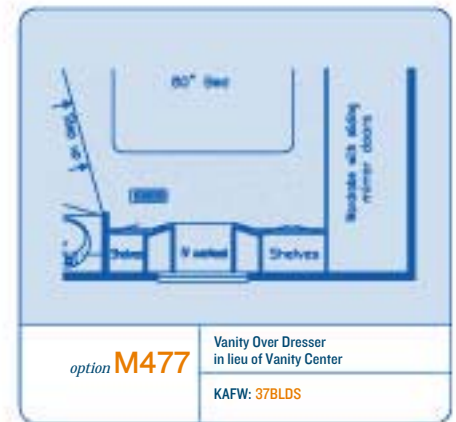 60" Bed
Wardrobe with sliding
mirror doors
Shelves
Shelves
option M477
Vanity Over Dresser
in lieu of Vanity Center
KAFW: 37BLDS